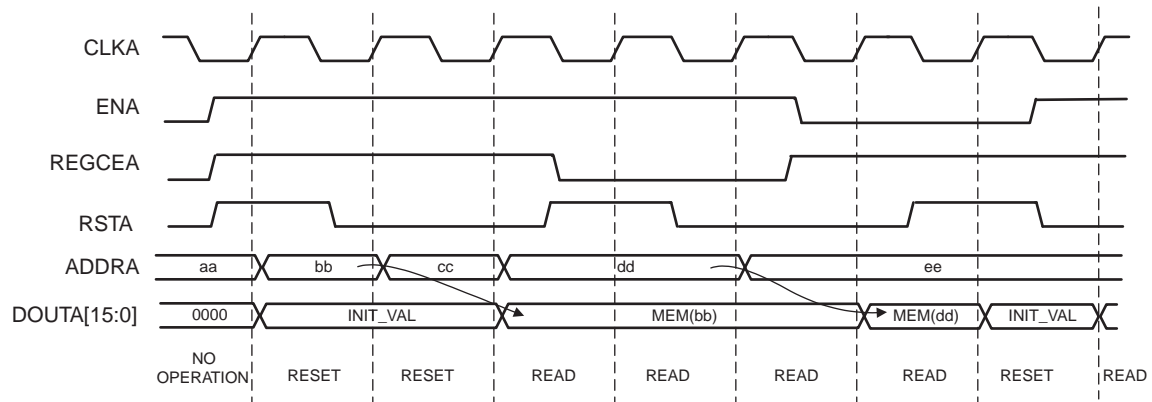 CLKA
ENA
REGCEA
RSTA
ADDRA aa bb cc dd ee
DOUTA[15:0] 0000 INIT_VAL MEM(bb) MEM(dd) INIT_VAL
NO
OPERATION RESET RESET READ READ READ READ RESET READ